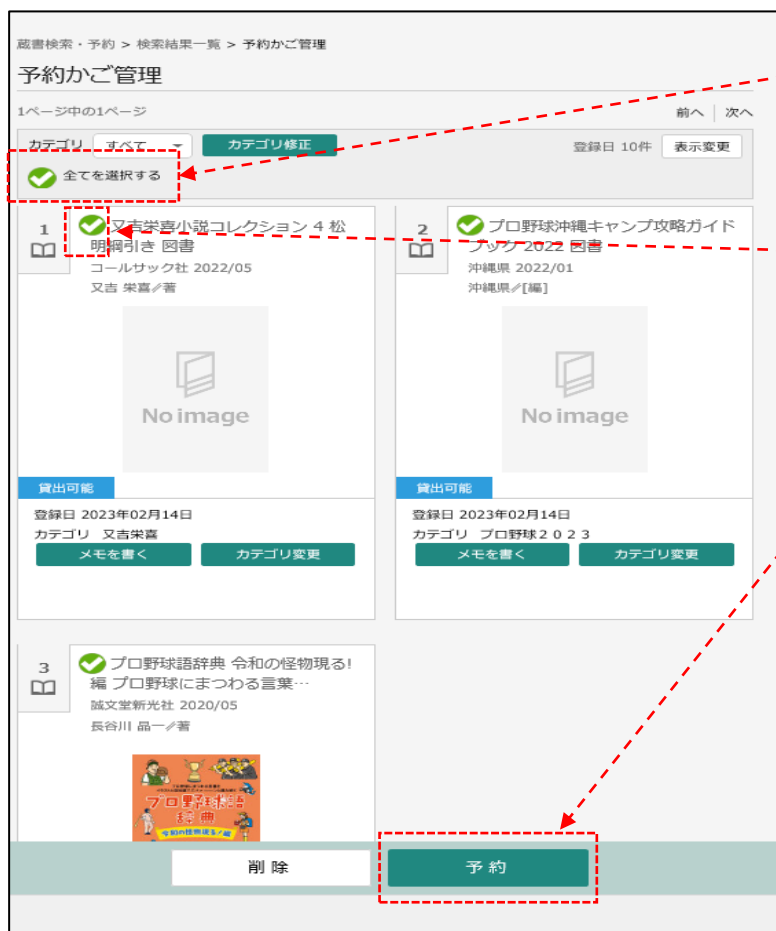 蔵書検索・予約 > 検索結果一覧 > 予約かご管理
予約かご管理
1ページ中の1ページ
前へ
次へ
カテゴリ すべて カテゴリ修正
登録日 10件 表示変更
全てを選択する
1
又吉栄喜小説コレクション 4 松
明綱引き 図書
コールサック社 2022/05
又吉 栄喜∥著
No image
貸出可能
登録日 2023年02月14日
カテゴリ 又吉栄喜
メモを書く
カテゴリ変更
2
プロ野球沖縄キャンプ攻略ガイド
ブック 2022 図書
沖縄県 2022/01
沖縄県∥[編]
No image
貸出可能
登録日 2023年02月14日
カテゴリ プロ野球2023
メモを書く
カテゴリ変更
3
プロ野球語辞典 令和の怪物現る!
編 プロ野球にまつわる言葉…
誠文堂新光社 2020/05
長谷川 晶一∥著
プロ野球語
辞典
令和の怪物現る!編
削除
予約